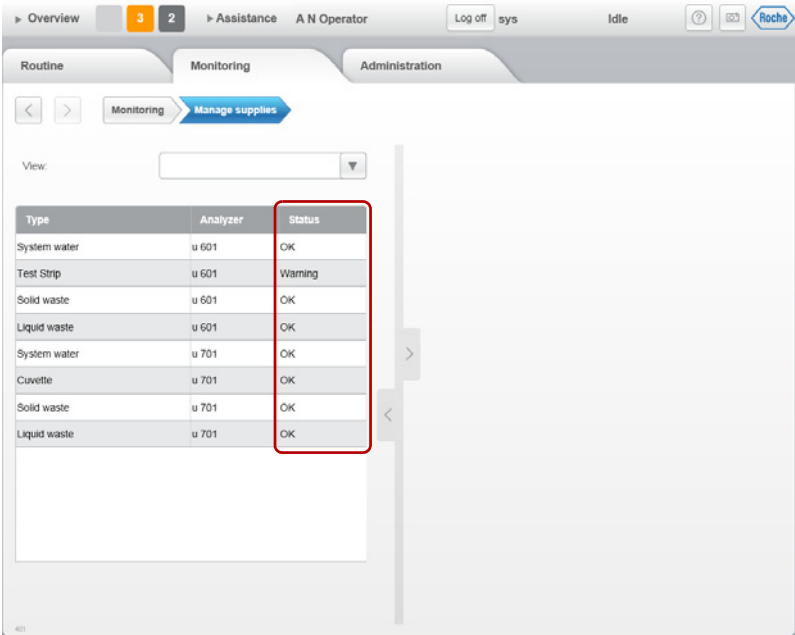 Overview 3 2 Assistance A N Operator Log off sys Idle Roche
Routine Monitoring Administration
Monitoring Manage supplies
View:
Type Analyzer Status
System water u 601 OK
Test Strip u 601 Warning
Solid waste u 601 OK
Liquid waste u 601 OK
System water u 701 OK
Cuvette u 701 OK
Solid waste u 701 OK
Liquid waste u 701 OK